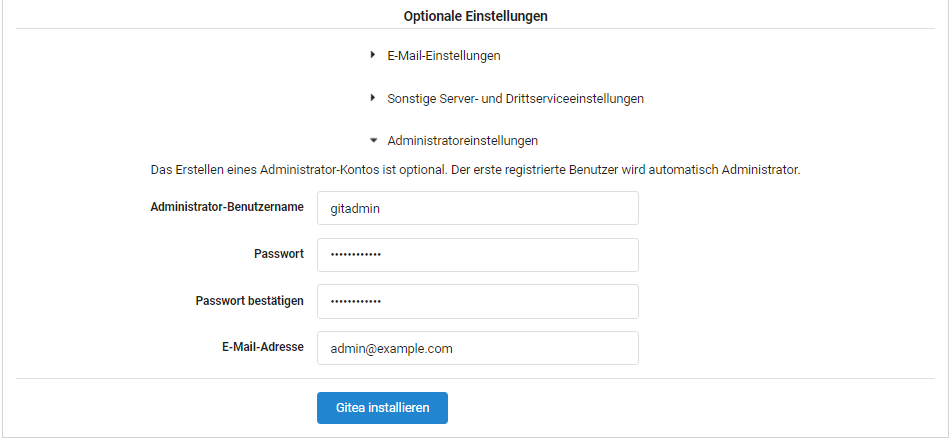 Optionale Einstellungen
E-Mail-Einstellungen
Sonstige Server- und Drittserviceeinstellungen
Administratoreinstellungen
Das Erstellen eines Administrator-Kontos ist optional. Der erste registrierte Benutzer wird automatisch Administrator.
Administrator-Benutzername gitadmin
Passwort ••••••••••••
Passwort bestätigen ••••••••••••
E-Mail-Adresse admin@example.com
Gitea installieren